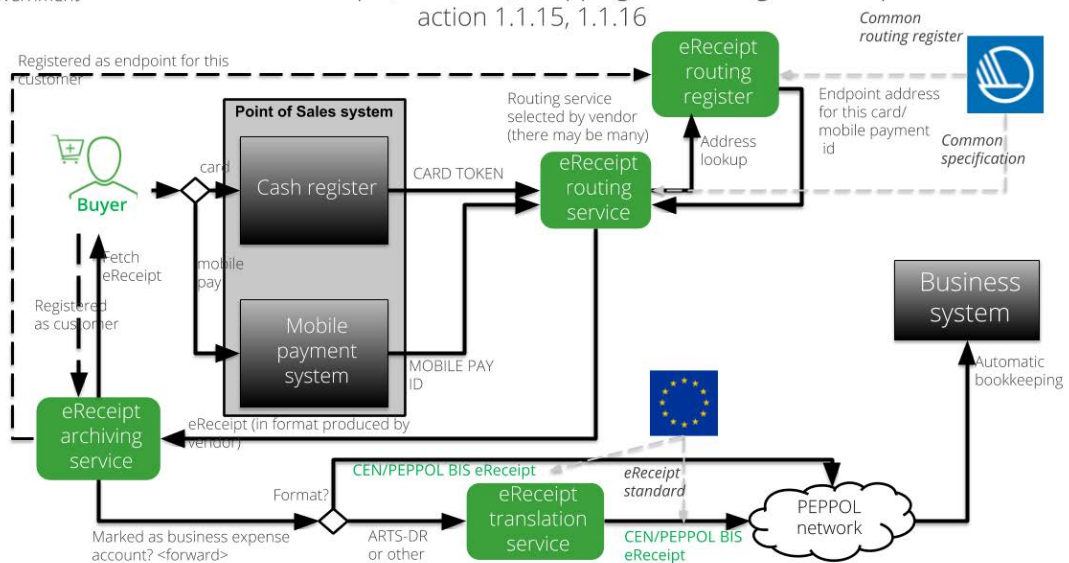 action 1.1.15, 1.1.16
Common
routing register
Registered as endpoint for this
customer
eReceipt
routing
register
Routing service
selected by vendor
(there may be many)
Endpoint address
for this card/
mobile payment
id
Point of Sales system
Address
lookup
Common
specification
card
Cash register
CARD TOKEN
eReceipt
routing
service
Buyer
Fetch
eReceipt
mobile
pay
Registered
as customer
Mobile
payment
system
MOBILE PAY
ID
Business
system
Automatic
bookkeeping
eReceipt
archiving
service
eReceipt (in format produced by
vendor)
CEN/PEPPOL BIS eReceipt
eReceipt
standard
Format?
eReceipt
translation
service
PEPPOL
network
Marked as business expense
account? <forward>
ARTS-DR
or other
CEN/PEPPOL BIS
eReceipt